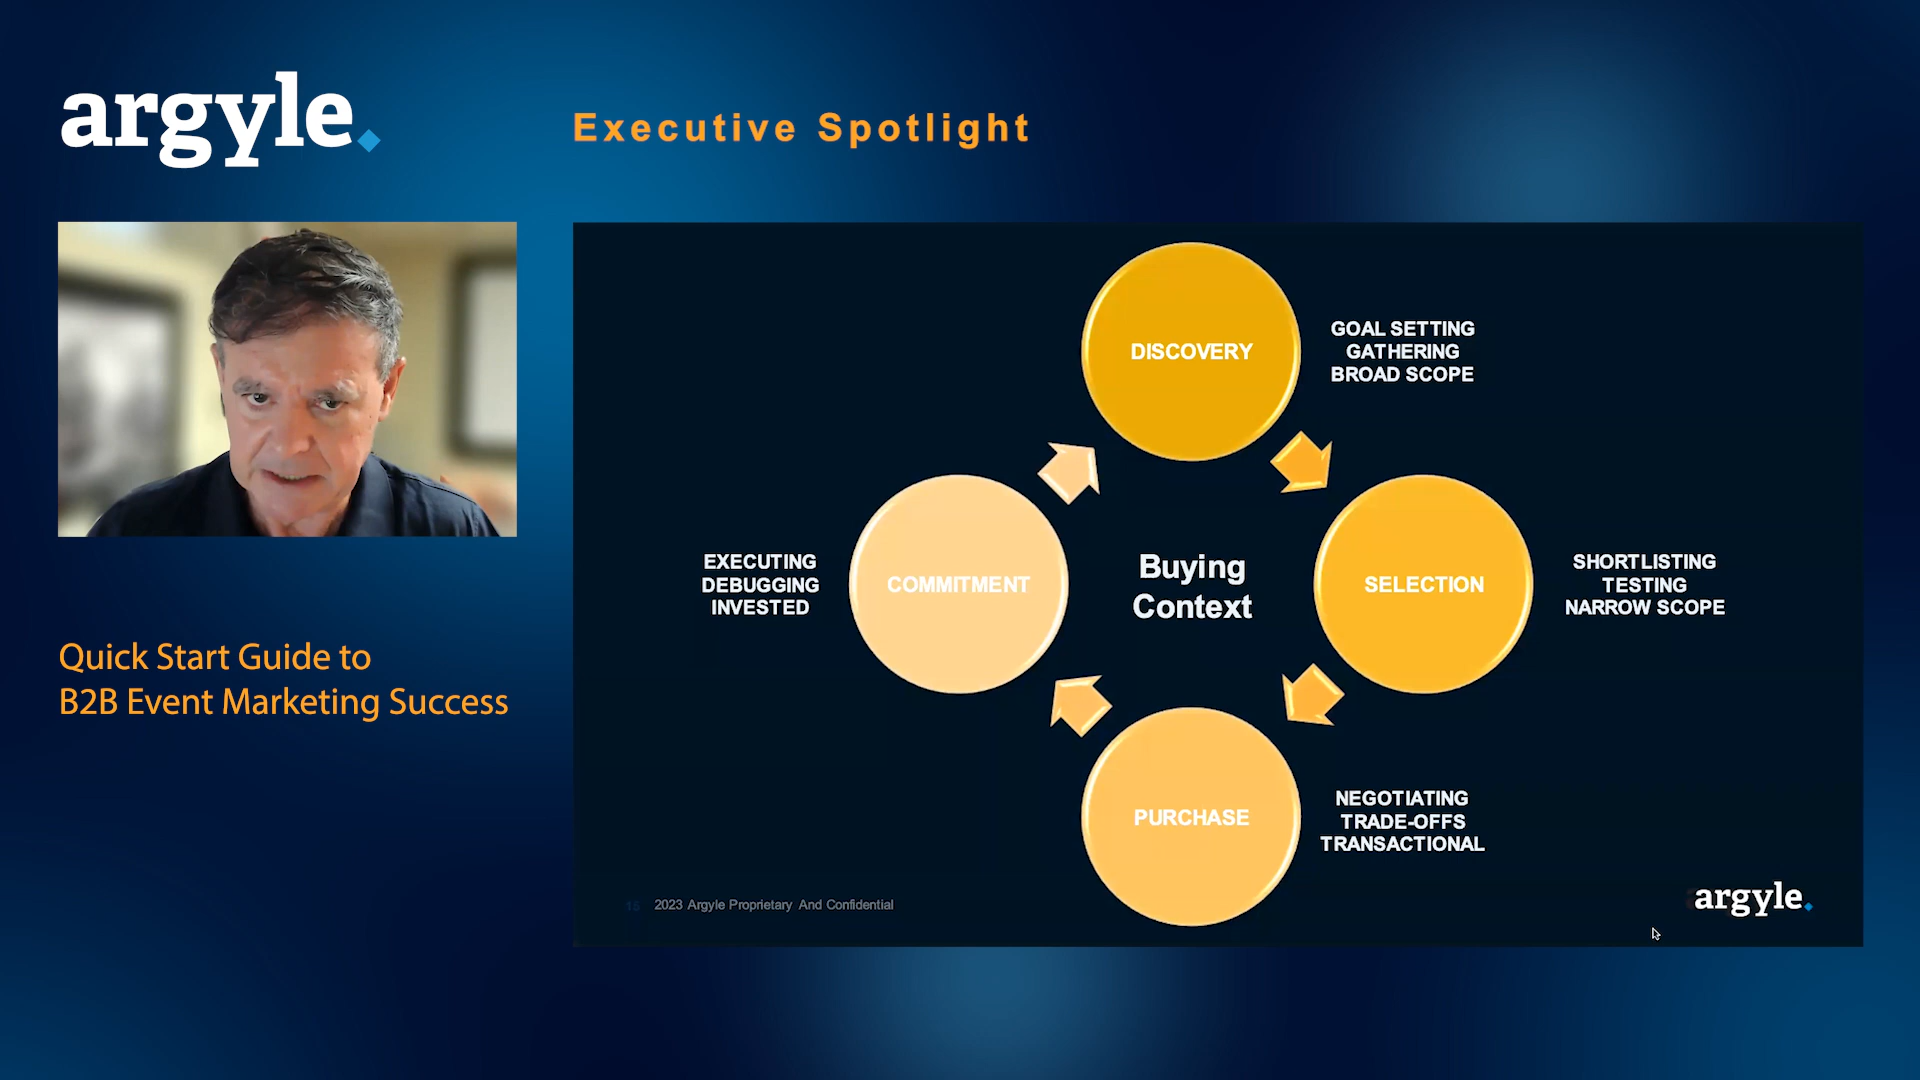 argyle.
Executive Spotlight
Quick Start Guide to
B2B Event Marketing Success
DISCOVERY
GOAL SETTING
GATHERING
BROAD SCOPE
SELECTION
SHORTLISTING
TESTING
NARROW SCOPE
Buying
Context
COMMITMENT
EXECUTING
DEBUGGING
INVESTED
PURCHASE
NEGOTIATING
TRADE-OFFS
TRANSACTIONAL
15 2023 Argyle Proprietary And Confidential
argyle.